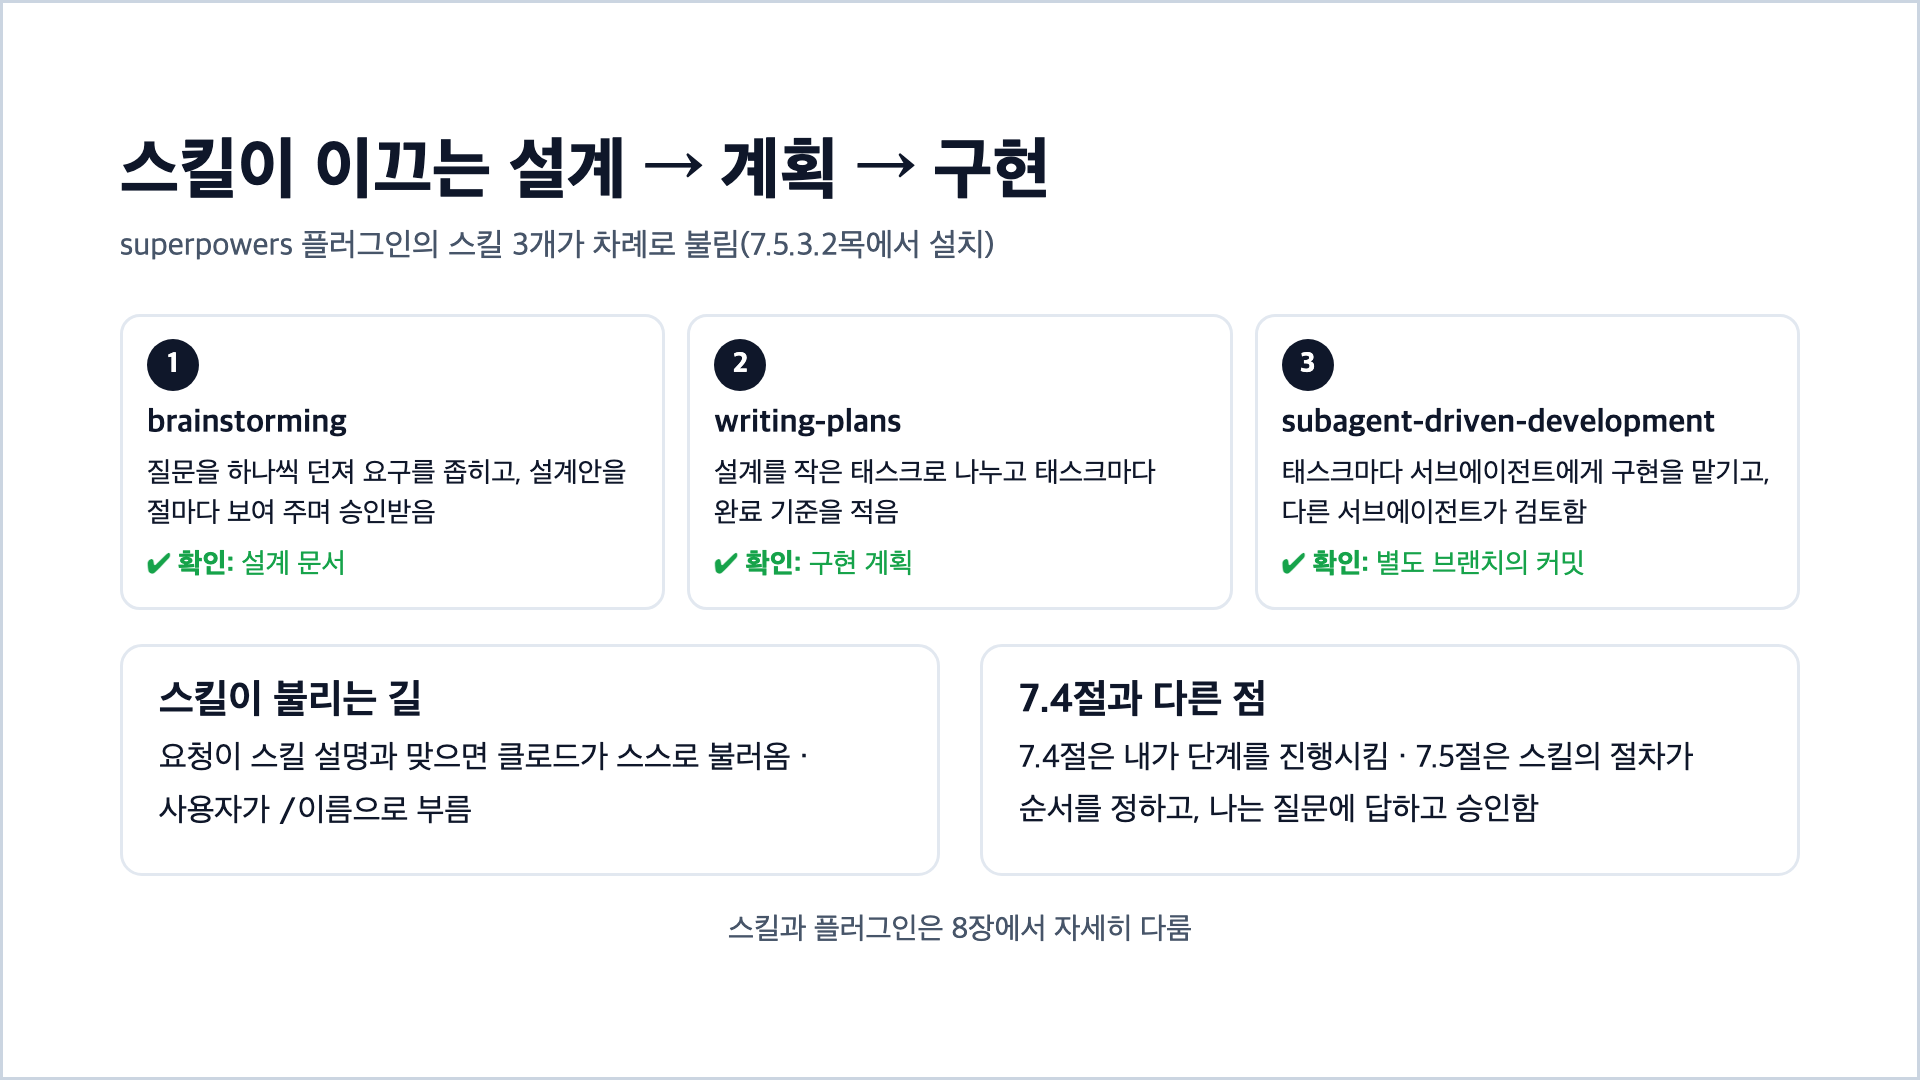 스킬이 이끄는 설계 → 계획 → 구현
superpowers 플러그인의 스킬 3개가 차례로 불림(7.5.3.2목에서 설치)
1
brainstorming
질문을 하나씩 던져 요구를 좁히고, 설계안을
절마다 보여 주며 승인받음
✔ 확인: 설계 문서
2
writing-plans
설계를 작은 태스크로 나누고 태스크마다
완료 기준을 적음
✔ 확인: 구현 계획
3
subagent-driven-development
태스크마다 서브에이전트에게 구현을 맡기고,
다른 서브에이전트가 검토함
✔ 확인: 별도 브랜치의 커밋
스킬이 불리는 길
요청이 스킬 설명과 맞으면 클로드가 스스로 불러옴 ·
사용자가 /이름으로 부름
7.4절과 다른 점
7.4절은 내가 단계를 진행시킴 · 7.5절은 스킬의 절차가
순서를 정하고, 나는 질문에 답하고 승인함
스킬과 플러그인은 8장에서 자세히 다룸